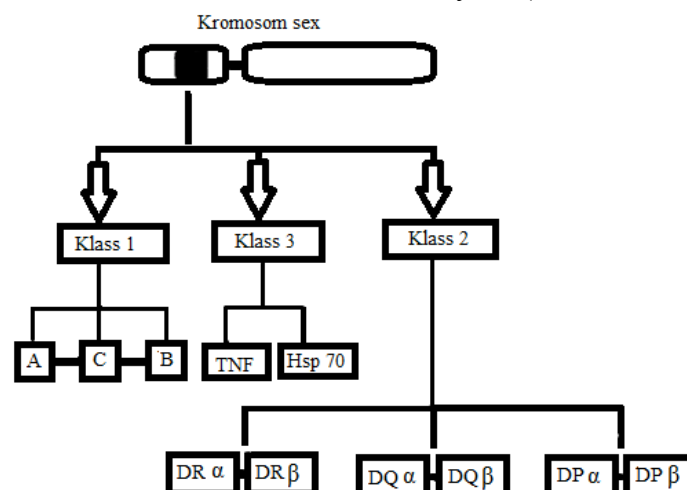 Kromosom sex
Klass 1
Klass 3
Klass 2
A
C
B
TNF
Hsp 70
DR α
DR β
DQ α
DQ β
DP α
DP β